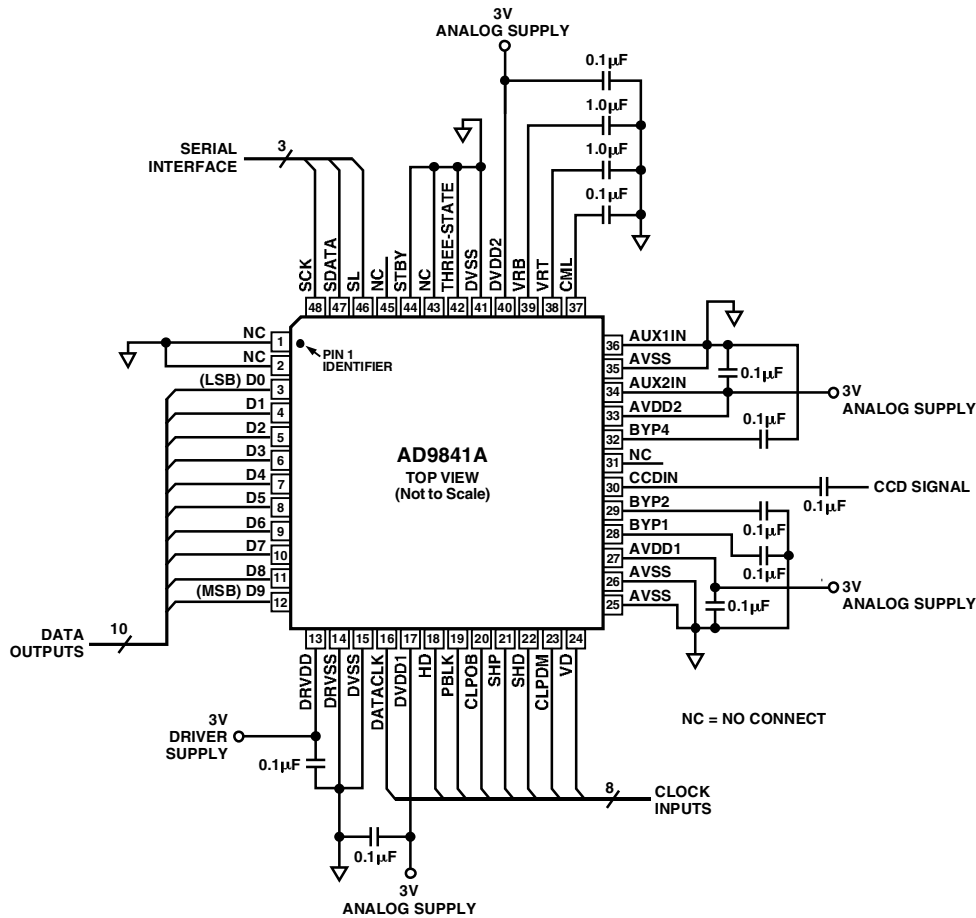 3V
ANALOG SUPPLY
0.1μF
1.0μF
1.0μF
0.1μF
3
SERIAL
INTERFACE
SCK
SDATA
SL
NC
STBY
NC
THREE-STATE
DVSS
DVDD2
VRB
VRT
CML
48
47
46
45
44
43
42
41
40
39
38
37
NC 1
NC 2
(LSB) D0 3
D1 4
D2 5
D3 6
D4 7
D5 8
D6 9
D7 10
D8 11
(MSB) D9 12
PIN 1
IDENTIFIER
AD9841A
TOP VIEW
(Not to Scale)
36 AUX1IN
35 AVSS
34 AUX2IN
33 AVDD2
32 BYP4
31 NC
30 CCDIN
29 BYP2
28 BYP1
27 AVDD1
26 AVSS
25 AVSS
0.1μF
3V
ANALOG SUPPLY
0.1μF
CCD SIGNAL
0.1μF
0.1μF
0.1μF
3V
ANALOG SUPPLY
0.1μF
DATA
OUTPUTS
10
13
14
15
16
17
18
19
20
21
22
23
24
DRVDD
DRVSS
DVSS
DATACLK
DVDD1
HD
PBLK
CLPOB
SHP
SHD
CLPDM
VD
NC = NO CONNECT
3V
DRIVER
SUPPLY
0.1μF
8
CLOCK
INPUTS
0.1μF
3V
ANALOG SUPPLY